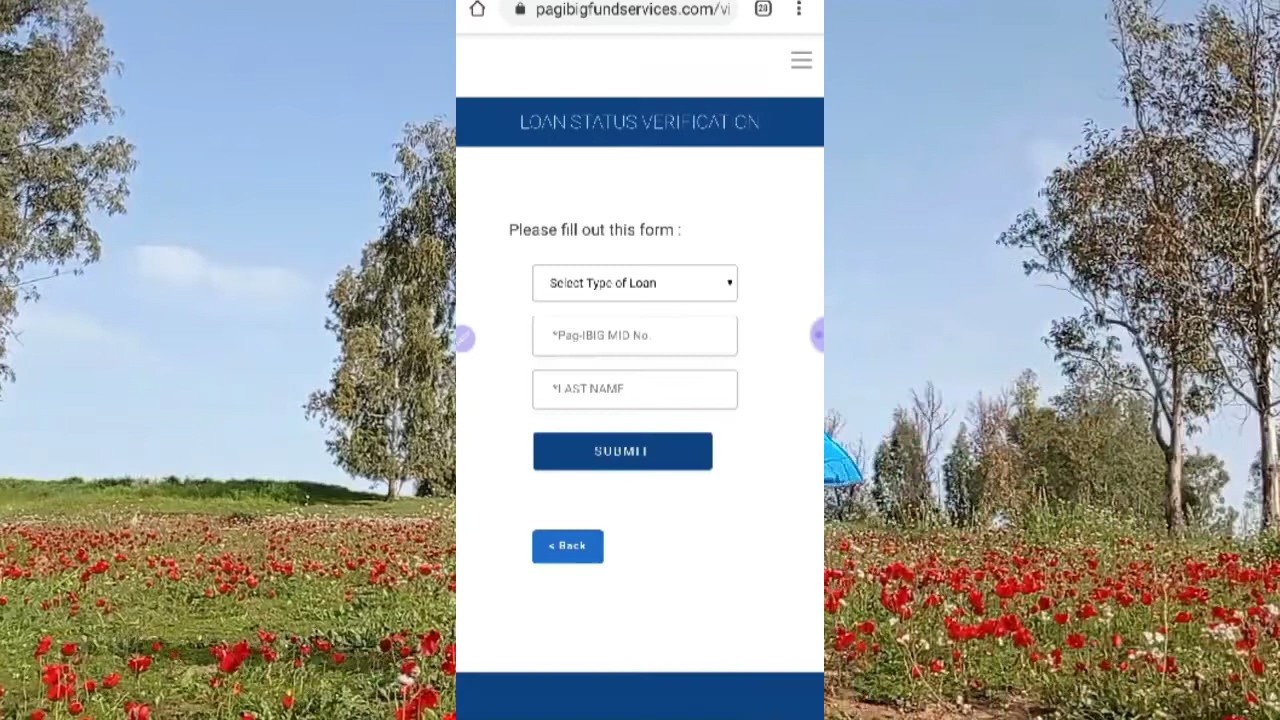 pagibigfundservices.com/vi
20
LOAN STATUS VERIFICATION
Please fill out this form :
Select Type of Loan
*Pag-IBIG MID No.
*LAST NAME
SUBMIT
< Back